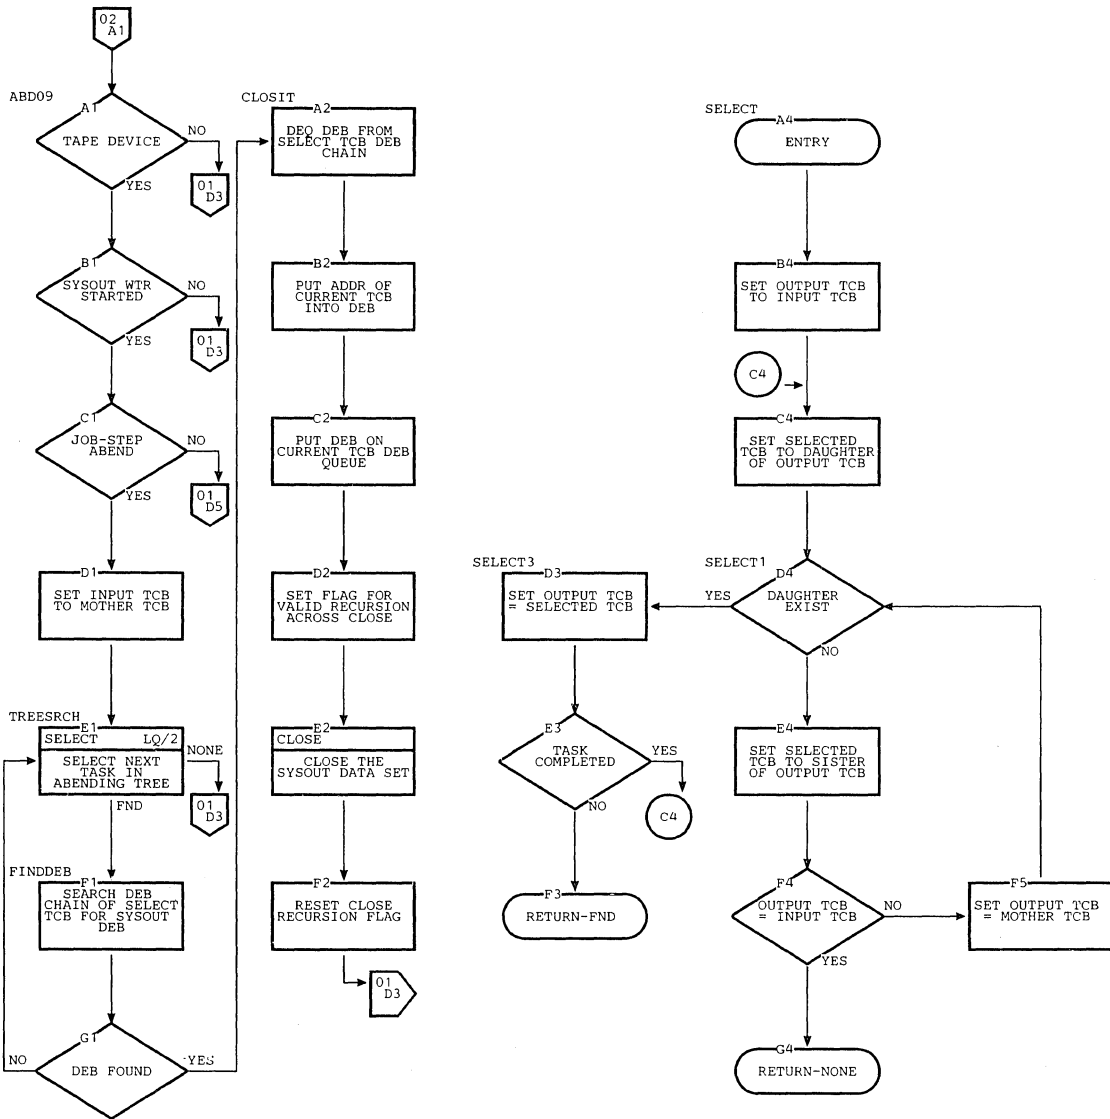 02
A1
ABD09
A1
TAPE DEVICE
NO
01
D3
YES
B1
SYSOUT WTR
STARTED
NO
01
D3
YES
C1
JOB-STEP
ABEND
NO
01
D5
YES
D1
SET INPUT TCB
TO MOTHER TCB
TREESRCH
E1
SELECT LQ/2
SELECT NEXT
TASK IN
ABENDING TREE
NONE
01
D3
FND
FINDDEB
F1
SEARCH DEB
CHAIN OF SELECT
TCB FOR SYSOUT
DEB
G1
DEB FOUND
NO
YES
CLOSIT
A2
DEQ DEB FROM
SELECT TCB DEB
CHAIN
B2
PUT ADDR OF
CURRENT TCB
INTO DEB
C2
PUT DEB ON
CURRENT TCB DEB
QUEUE
D2
SET FLAG FOR
VALID RECURSION
ACROSS CLOSE
E2
CLOSE
CLOSE THE
SYSOUT DATA SET
F2
RESET CLOSE
RECURSION FLAG
01
D3
SELECT
A4
ENTRY
B4
SET OUTPUT TCB
TO INPUT TCB
C4
C4
SET SELECTED
TCB TO DAUGHTER
OF OUTPUT TCB
SELECT1
D4
DAUGHTER
EXIST
YES
NO
SELECT3
D3
SET OUTPUT TCB
= SELECTED TCB
E3
TASK
COMPLETED
YES
C4
NO
F3
RETURN-FND
E4
SET SELECTED
TCB TO SISTER
OF OUTPUT TCB
F4
OUTPUT TCB
= INPUT TCB
NO
YES
F5
SET OUTPUT TCB
= MOTHER TCB
G4
RETURN-NONE